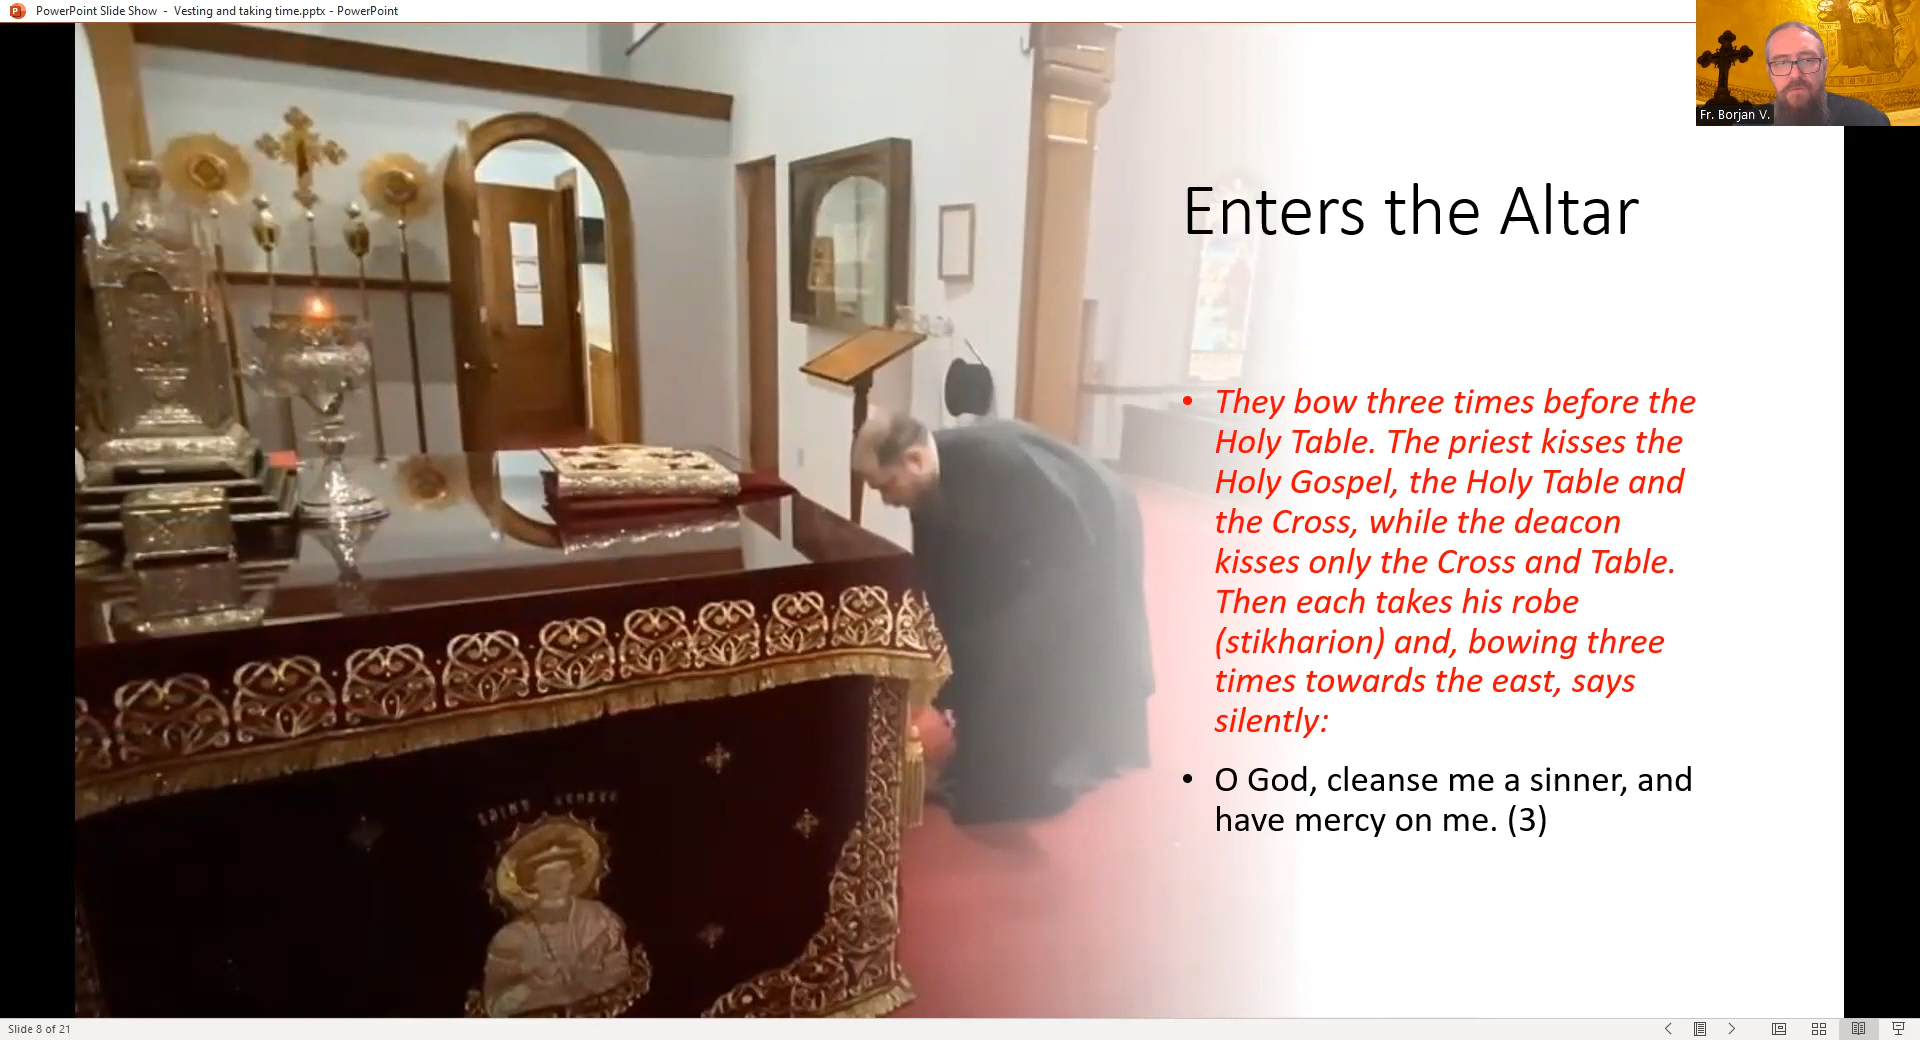 PowerPoint Slide Show - Vesting and taking time.pptx - PowerPoint
Fr. Borjan V.
Enters the Altar
• They bow three times before the
Holy Table. The priest kisses the
Holy Gospel, the Holy Table and
the Cross, while the deacon
kisses only the Cross and Table.
Then each takes his robe
(stikharion) and, bowing three
times towards the east, says
silently:
• O God, cleanse me a sinner, and
have mercy on me. (3)
SAINT GEORGE
Slide 8 of 21